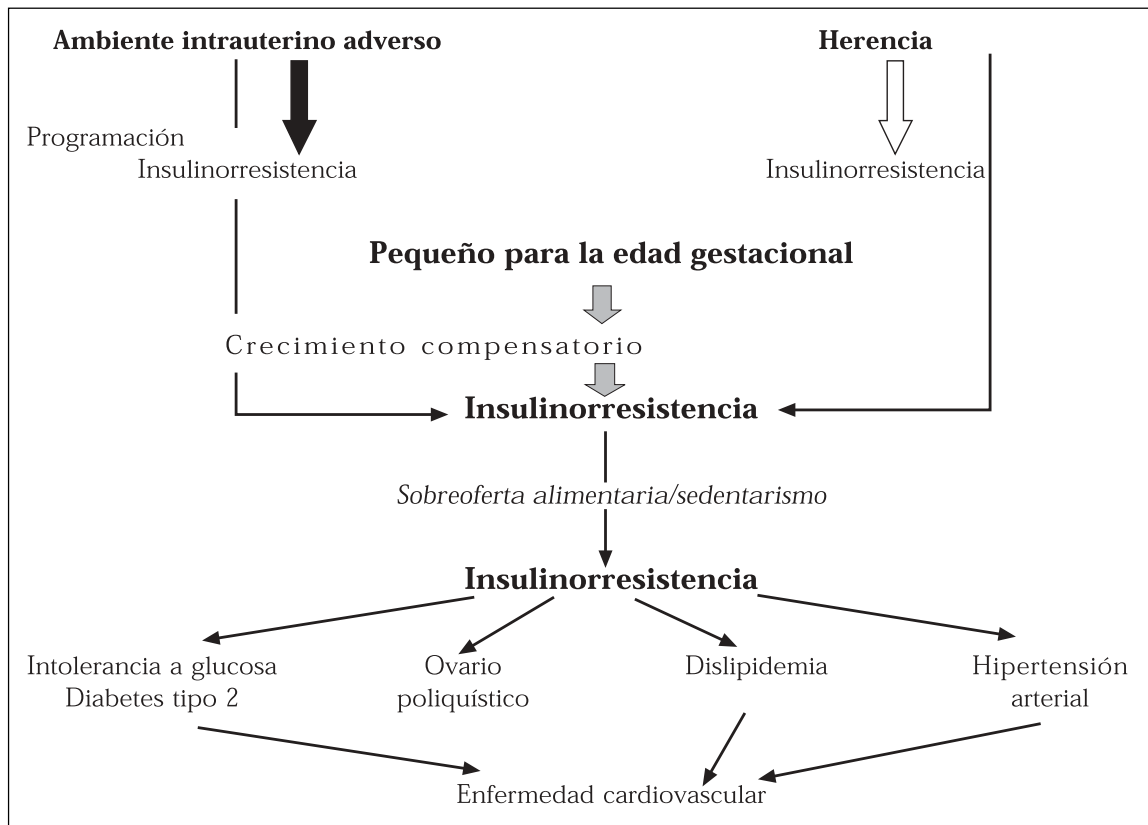 Ambiente intrauterino adverso
Herencia
Programación
Insulinorresistencia
Insulinorresistencia
Pequeño para la edad gestacional
Crecimiento compensatorio
Insulinorresistencia
Sobreoferta alimentaria/sedentarismo
Insulinorresistencia
Intolerancia a glucosa
Diabetes tipo 2
Ovario
poliquístico
Dislipidemia
Hipertensión
arterial
Enfermedad cardiovascular